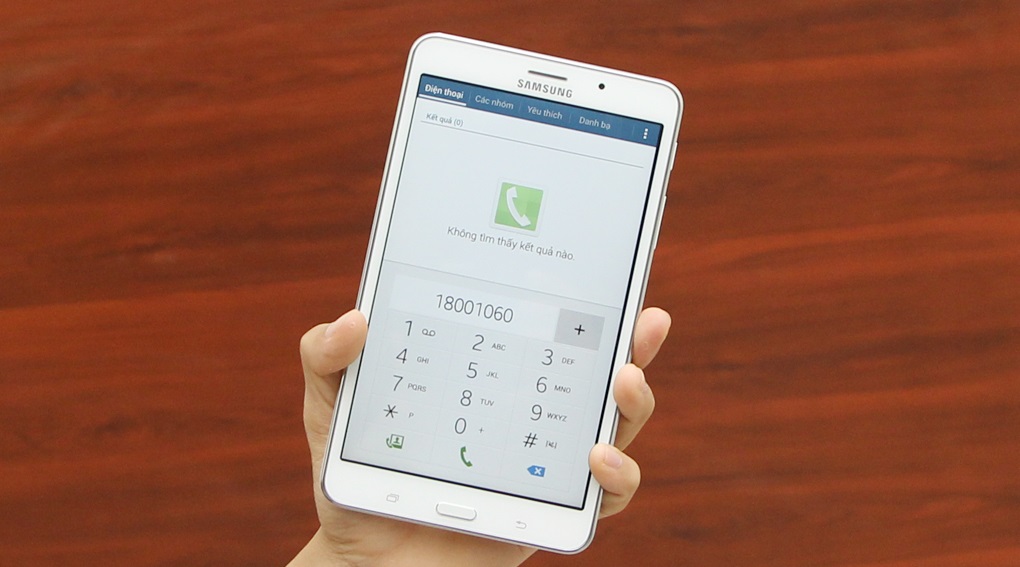 SAMSUNG
Điện thoại Các nhóm Yêu thích Danh bạ
Kết quả (0)
Không tìm thấy kết quả nào.
18001060 +
1 2 ABC 3 DEF
4 GHI 5 JKL 6 MNO
7 PQRS 8 TUV 9 WXYZ
* P 0 + #